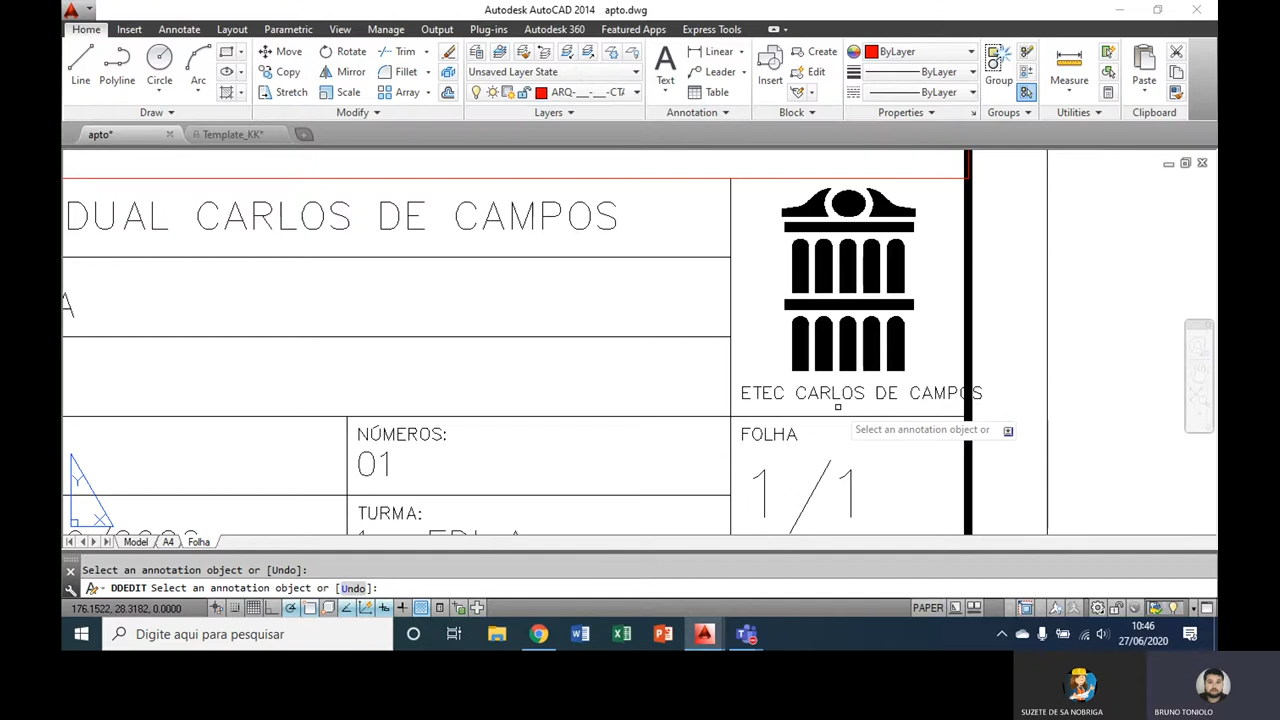 Autodesk AutoCAD 2014 apto.dwg
Home Insert Annotate Layout Parametric View Manage Output Plug-ins Autodesk 360 Featured Apps Express Tools
Line Polyline Circle Arc
Move Rotate Trim
Copy Mirror Fillet
Stretch Scale Array
Unsaved Layer State
ARQ-__-__-CTA
Text
Linear
Leader
Table
Insert
Create
Edit
ByLayer
ByLayer
ByLayer
Group
Measure
Paste
Draw Modify Layers Annotation Block Properties Groups Utilities Clipboard
apto* Template_KK*
DUAL CARLOS DE CAMPOS
A
ETEC CARLOS DE CAMPOS
Select an annotation object or
NÚMEROS:
01
FOLHA
1/1
TURMA:
Y
X
Model A4 Folha
Select an annotation object or [Undo]:
DDEDIT Select an annotation object or [Undo]:
176.1522, 28.3182, 0.0000
PAPER
Digite aqui para pesquisar
10:46
27/06/2020
SUZETE DE SA NOBRIGA
BRUNO TONIOLO